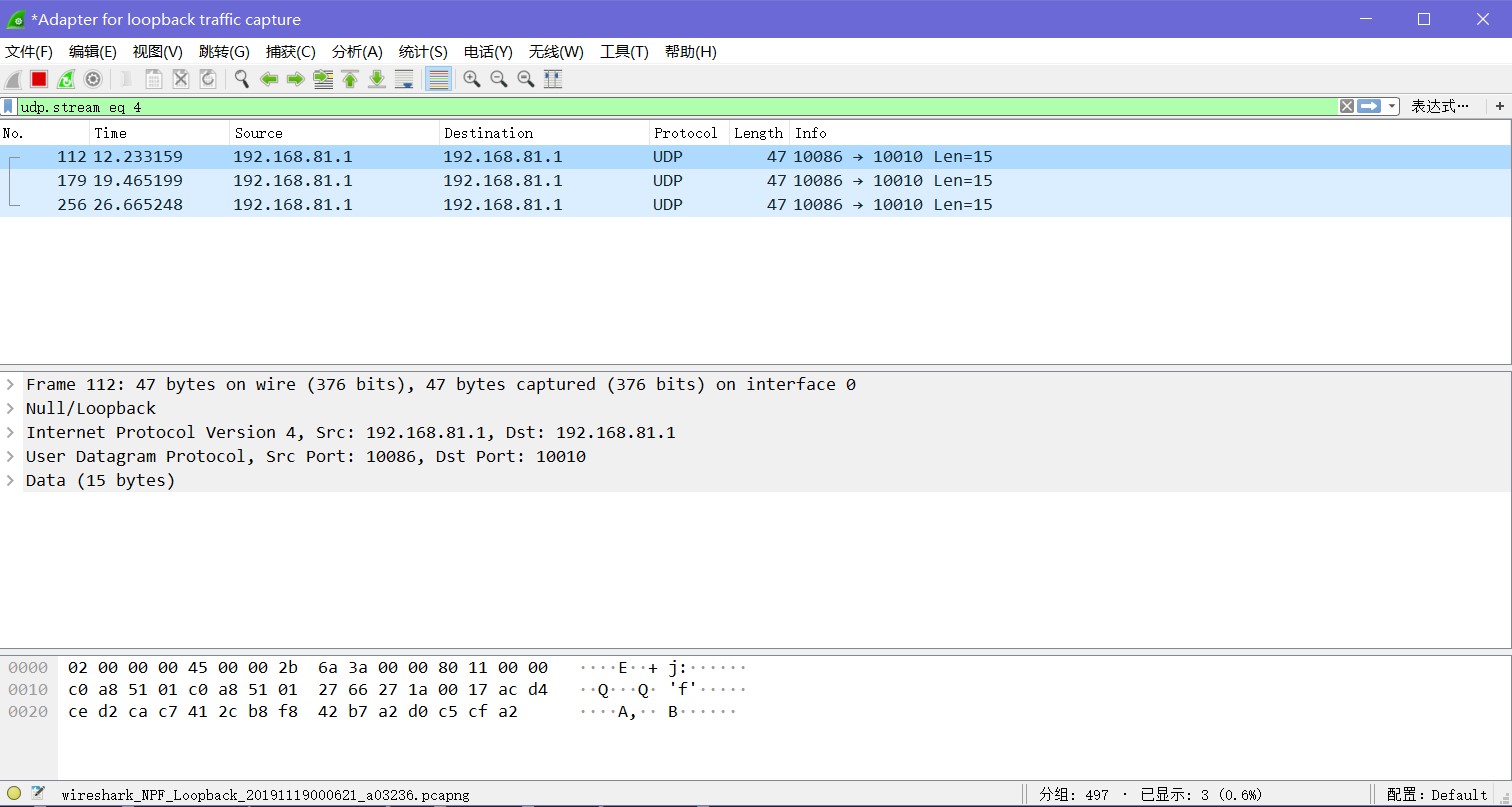 *Adapter for loopback traffic capture
文件(F) 编辑(E) 视图(V) 跳转(G) 捕获(C) 分析(A) 统计(S) 电话(Y) 无线(W) 工具(T) 帮助(H)
udp.stream eq 4 表达式… +
No. Time Source Destination Protocol Length Info
112 12.233159 192.168.81.1 192.168.81.1 UDP 47 10086 → 10010 Len=15
179 19.465199 192.168.81.1 192.168.81.1 UDP 47 10086 → 10010 Len=15
256 26.665248 192.168.81.1 192.168.81.1 UDP 47 10086 → 10010 Len=15
Frame 112: 47 bytes on wire (376 bits), 47 bytes captured (376 bits) on interface 0
Null/Loopback
Internet Protocol Version 4, Src: 192.168.81.1, Dst: 192.168.81.1
User Datagram Protocol, Src Port: 10086, Dst Port: 10010
Data (15 bytes)
0000 02 00 00 00 45 00 00 2b 6a 3a 00 00 80 11 00 00 ····E··+ j:······
0010 c0 a8 51 01 c0 a8 51 01 27 66 27 1a 00 17 ac d4 ··Q···Q· 'f'·····
0020 ce d2 ca c7 41 2c b8 f8 42 b7 a2 d0 c5 cf a2 ····A,·· B······
wireshark_NPF_Loopback_20191119000621_a03236.pcapng 分组: 497 · 已显示: 3 (0.6%) 配置: Default